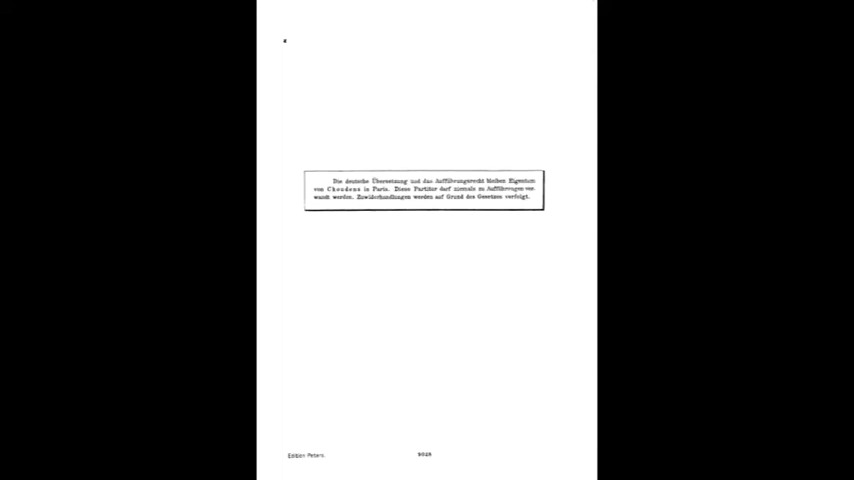 Die deutsche Übersetzung und das Aufführungsrecht bleiben Eigentum
von Choudens in Paris. Diese Partitur darf niemals zu Aufführungen ver-
wandt werden. Zuwiderhandlungen werden auf Grund des Gesetzes verfolgt.
Edition Peters.